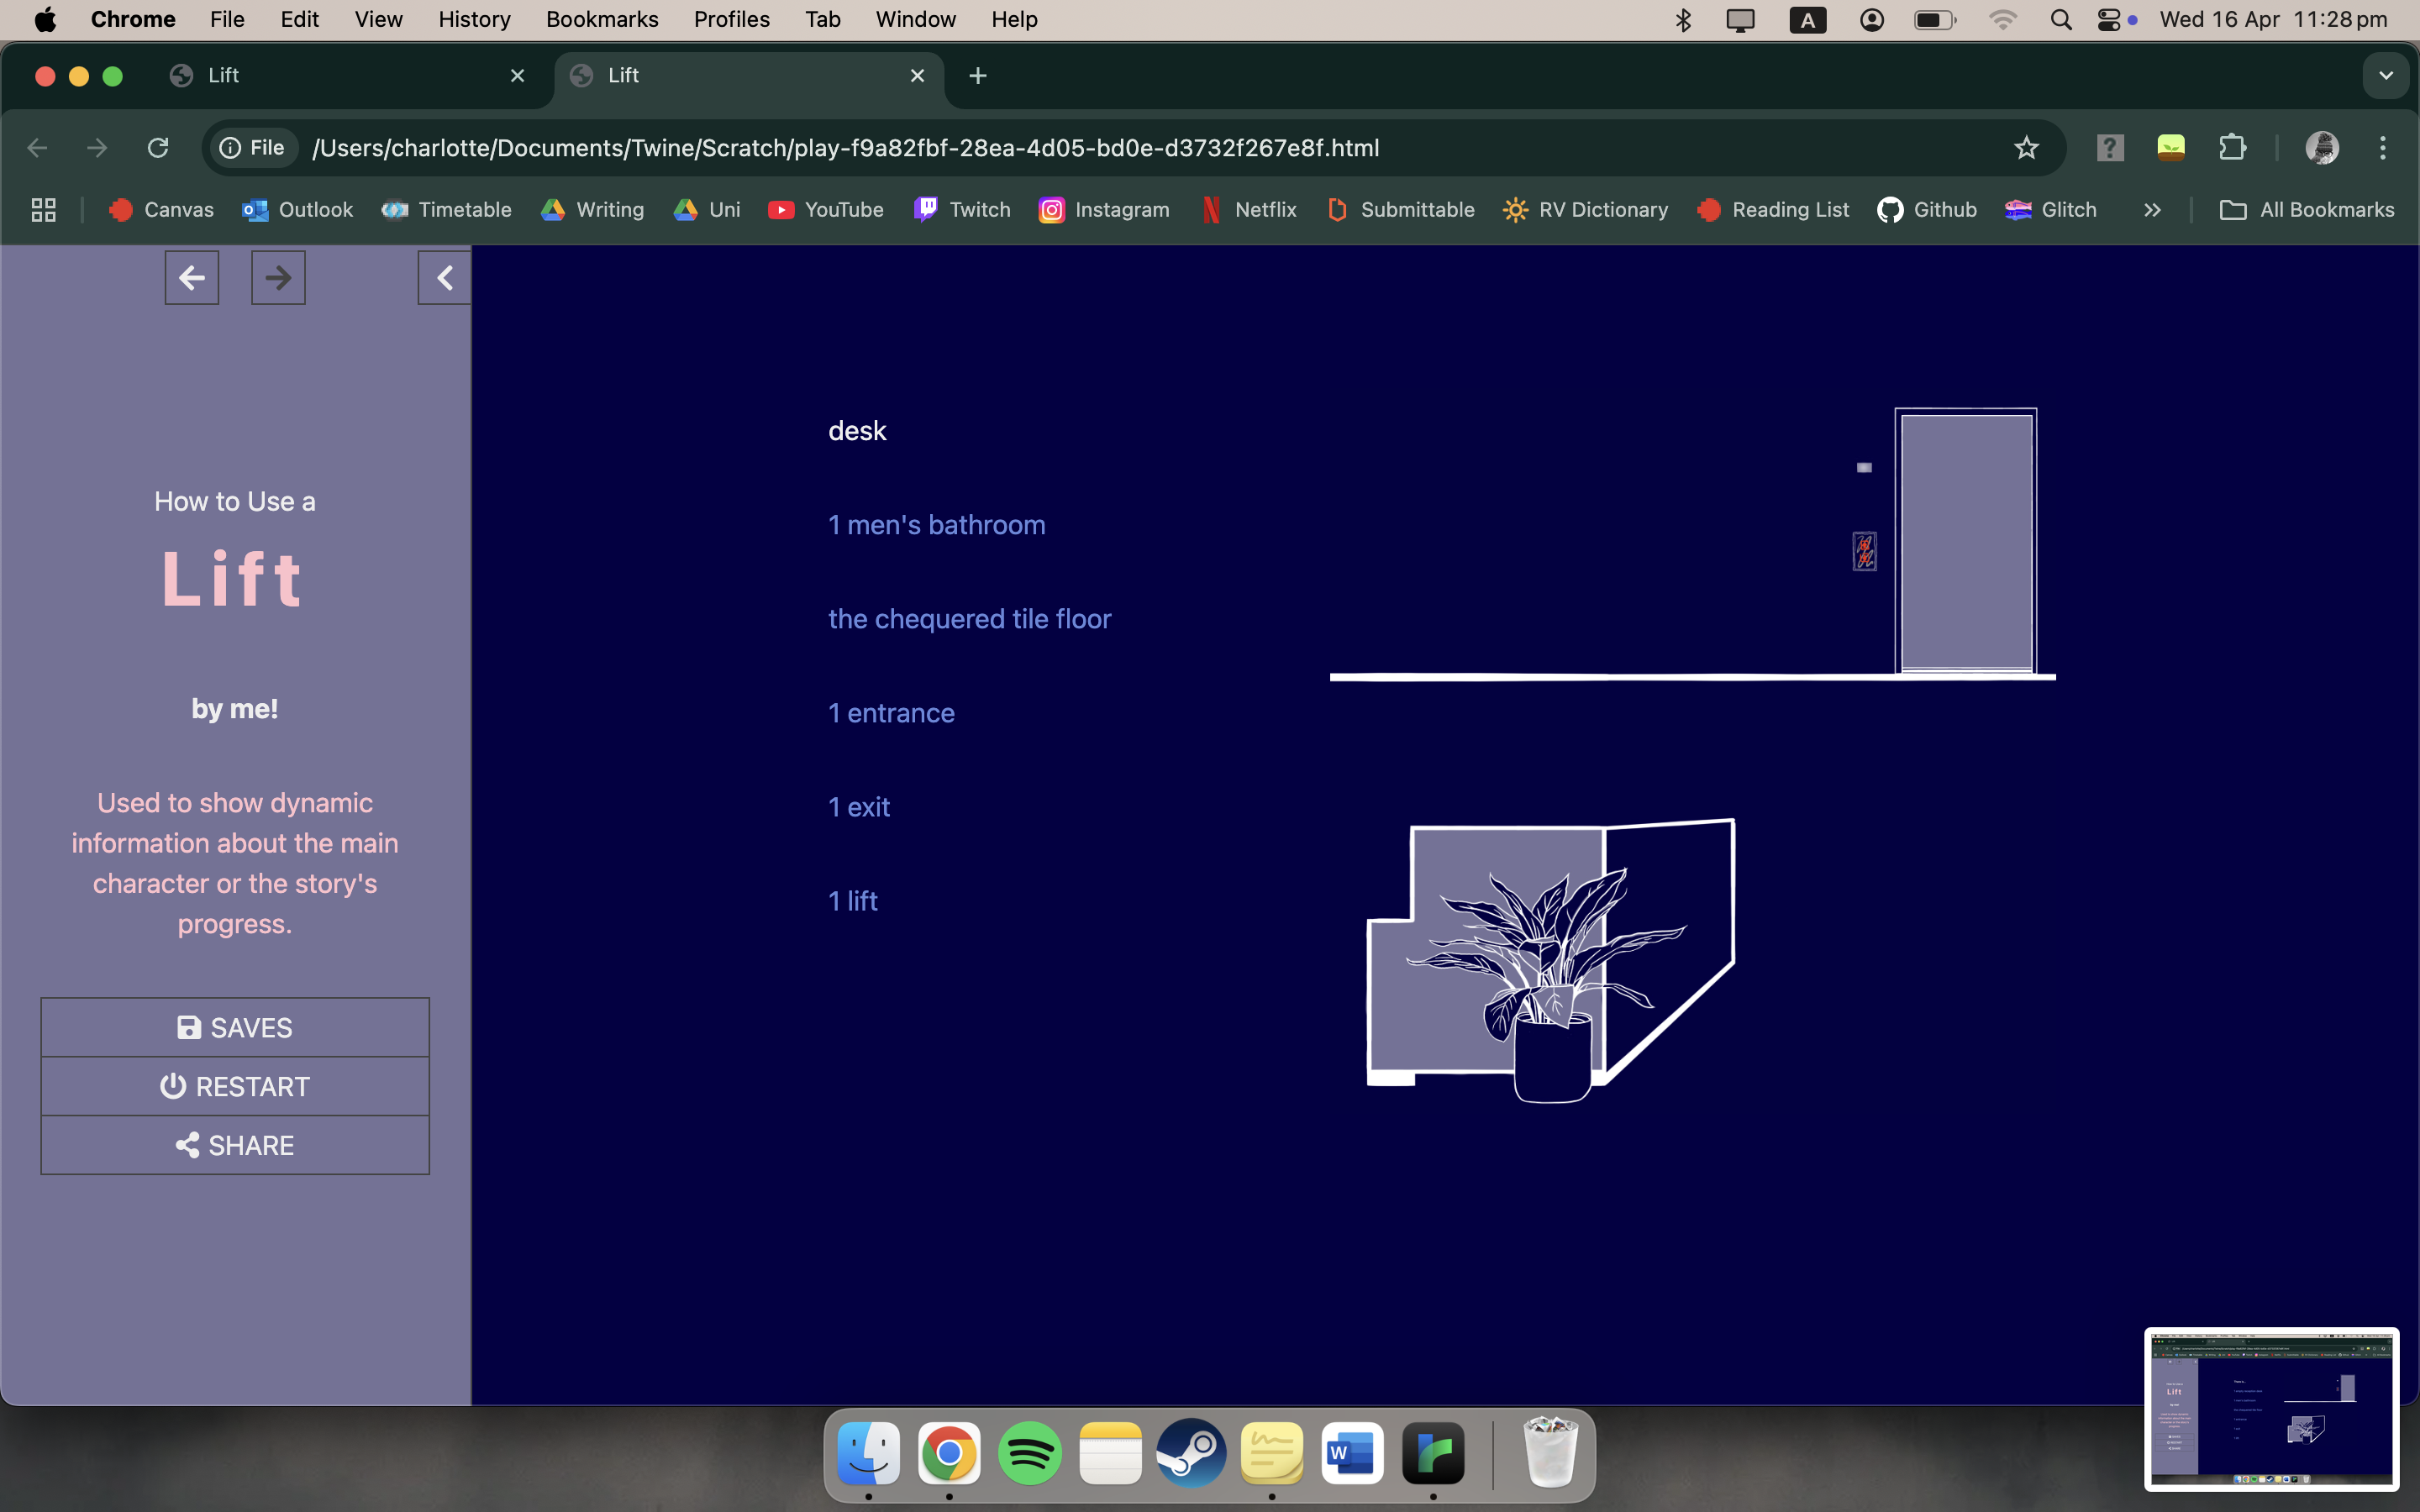 Chrome File Edit View History Bookmarks Profiles Tab Window Help A Wed 16 Apr 11:28 pm
Lift Lift
File /Users/charlotte/Documents/Twine/Scratch/play-f9a82fbf-28ea-4d05-bd0e-d3732f267e8f.html
Canvas Outlook Timetable Writing Uni YouTube Twitch Instagram Netflix Submittable RV Dictionary Reading List Github Glitch All Bookmarks
How to Use a
Lift
by me!
Used to show dynamic
information about the main
character or the story's
progress.
SAVES
RESTART
SHARE
desk
1 men's bathroom
the chequered tile floor
1 entrance
1 exit
1 lift
Lift